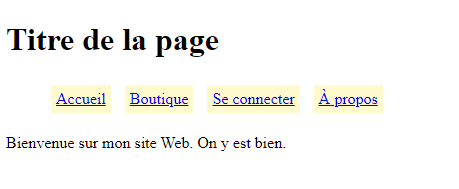 Titre de la page
Accueil Boutique Se connecter À propos
Bienvenue sur mon site Web. On y est bien.